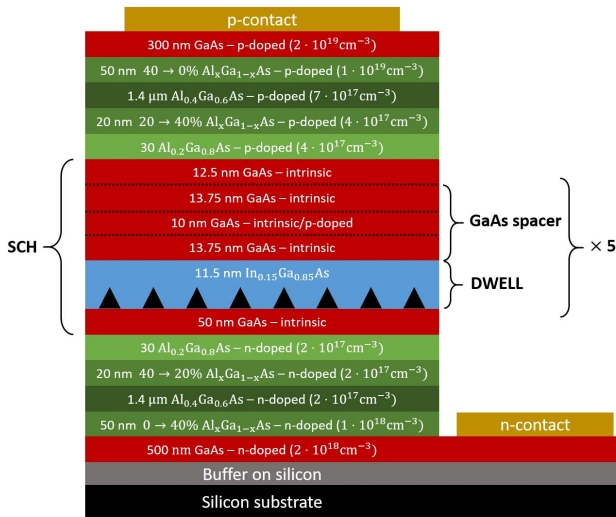 p-contact
300 nm GaAs – p-doped (2 · 10¹⁹cm⁻³)
50 nm 40 → 0% AlₓGa₁₋ₓAs – p-doped (1 · 10¹⁹cm⁻³)
1.4 μm Al₀.₄Ga₀.₆As – p-doped (7 · 10¹⁷cm⁻³)
20 nm 20 → 40% AlₓGa₁₋ₓAs – p-doped (4 · 10¹⁷cm⁻³)
30 Al₀.₂Ga₀.₈As – p-doped (4 · 10¹⁷cm⁻³)
12.5 nm GaAs – intrinsic
13.75 nm GaAs – intrinsic
10 nm GaAs – intrinsic/p-doped
13.75 nm GaAs – intrinsic
GaAs spacer
SCH
× 5
11.5 nm In₀.₁₅Ga₀.₈₅As
DWELL
50 nm GaAs – intrinsic
30 Al₀.₂Ga₀.₈As – n-doped (2 · 10¹⁷cm⁻³)
20 nm 40 → 20% AlₓGa₁₋ₓAs – n-doped (2 · 10¹⁷cm⁻³)
1.4 μm Al₀.₄Ga₀.₆As – n-doped (2 · 10¹⁷cm⁻³)
50 nm 0 → 40% AlₓGa₁₋ₓAs – n-doped (1 · 10¹⁸cm⁻³)
n-contact
500 nm GaAs – n-doped (2 · 10¹⁸cm⁻³)
Buffer on silicon
Silicon substrate